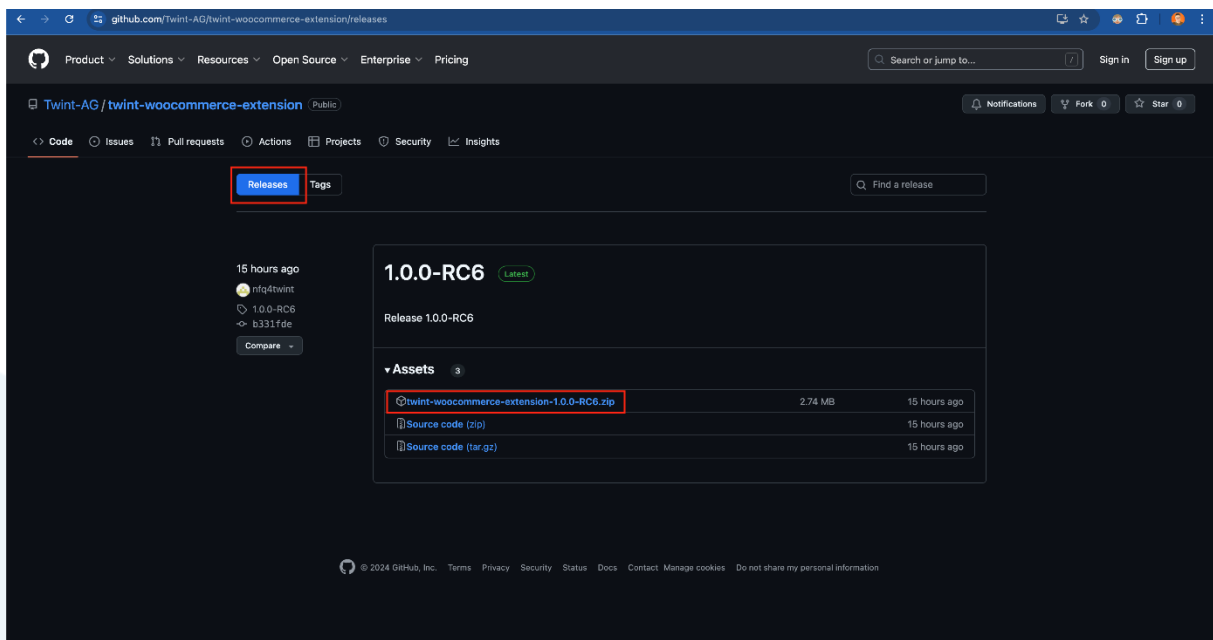 github.com/Twint-AG/twint-woocommerce-extension/releases
Product Solutions Resources Open Source Enterprise Pricing Search or jump to... / Sign in Sign up
Twint-AG / twint-woocommerce-extension Public Notifications Fork 0 Star 0
Code Issues Pull requests Actions Projects Security Insights
Releases Tags Find a release
15 hours ago
nfq4twint
1.0.0-RC6
b331fde
Compare
1.0.0-RC6 Latest
Release 1.0.0-RC6
Assets 3
twint-woocommerce-extension-1.0.0-RC6.zip 2.74 MB 15 hours ago
Source code (zip) 15 hours ago
Source code (tar.gz) 15 hours ago
© 2024 GitHub, Inc. Terms Privacy Security Status Docs Contact Manage cookies Do not share my personal information